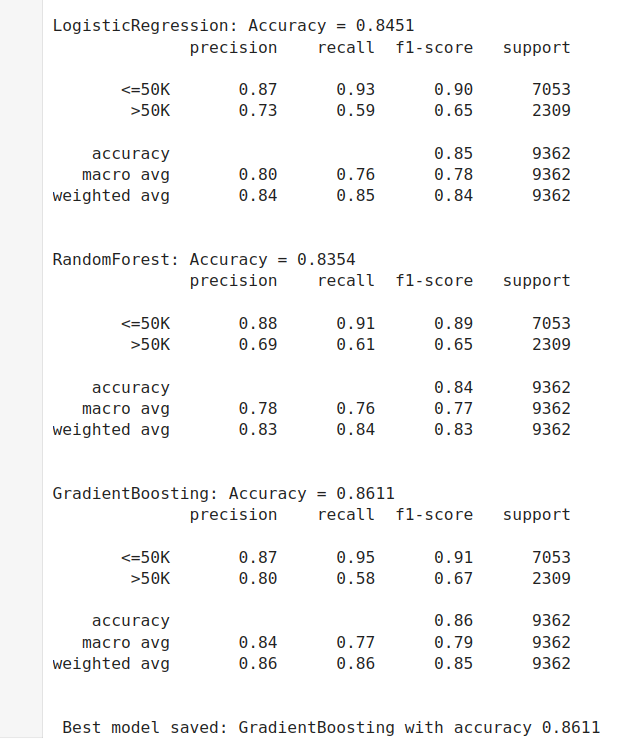 LogisticRegression: Accuracy = 0.8451
precision recall f1-score support
<=50K 0.87 0.93 0.90 7053
>50K 0.73 0.59 0.65 2309
accuracy 0.85 9362
macro avg 0.80 0.76 0.78 9362
weighted avg 0.84 0.85 0.84 9362
RandomForest: Accuracy = 0.8354
precision recall f1-score support
<=50K 0.88 0.91 0.89 7053
>50K 0.69 0.61 0.65 2309
accuracy 0.84 9362
macro avg 0.78 0.76 0.77 9362
weighted avg 0.83 0.84 0.83 9362
GradientBoosting: Accuracy = 0.8611
precision recall f1-score support
<=50K 0.87 0.95 0.91 7053
>50K 0.80 0.58 0.67 2309
accuracy 0.86 9362
macro avg 0.84 0.77 0.79 9362
weighted avg 0.86 0.86 0.85 9362
Best model saved: GradientBoosting with accuracy 0.8611